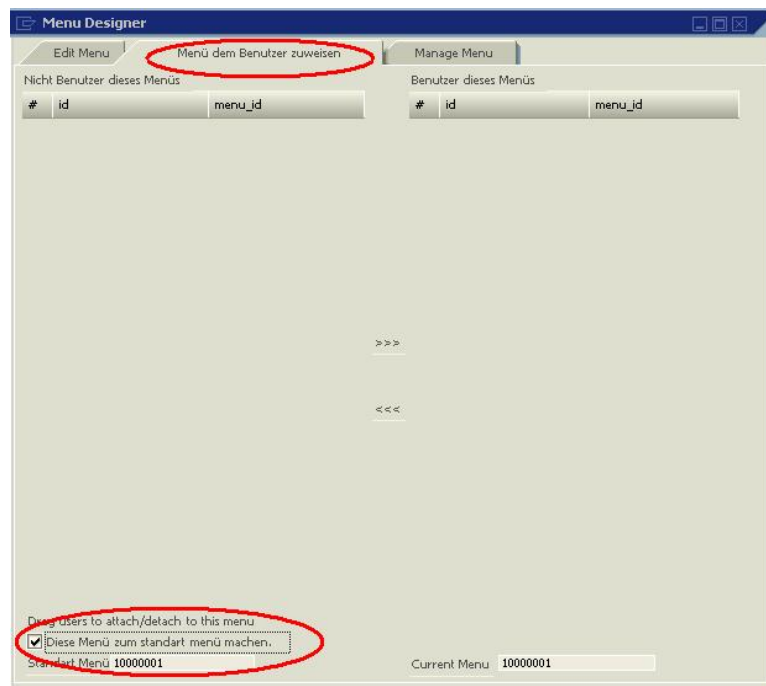 Menu Designer
Edit Menu Menü dem Benutzer zuweisen Manage Menu
Nicht Benutzer dieses Menüs Benutzer dieses Menüs
# id menu_id # id menu_id
>>>
<<<
Drag users to attach/detach to this menu
Diese Menü zum standart menü machen.
Standart Menü 10000001 Current Menu 10000001